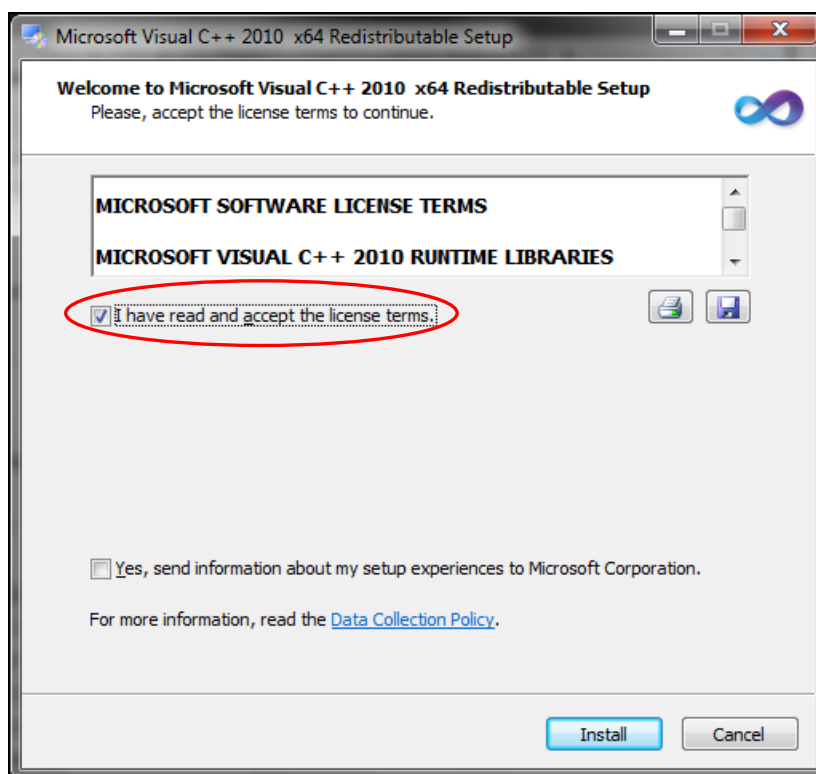 Microsoft Visual C++ 2010  x64 Redistributable Setup
Welcome to Microsoft Visual C++ 2010  x64 Redistributable Setup
Please, accept the license terms to continue.
MICROSOFT SOFTWARE LICENSE TERMS
MICROSOFT VISUAL C++ 2010 RUNTIME LIBRARIES
I have read and accept the license terms.
Yes, send information about my setup experiences to Microsoft Corporation.
For more information, read the Data Collection Policy.
Install
Cancel